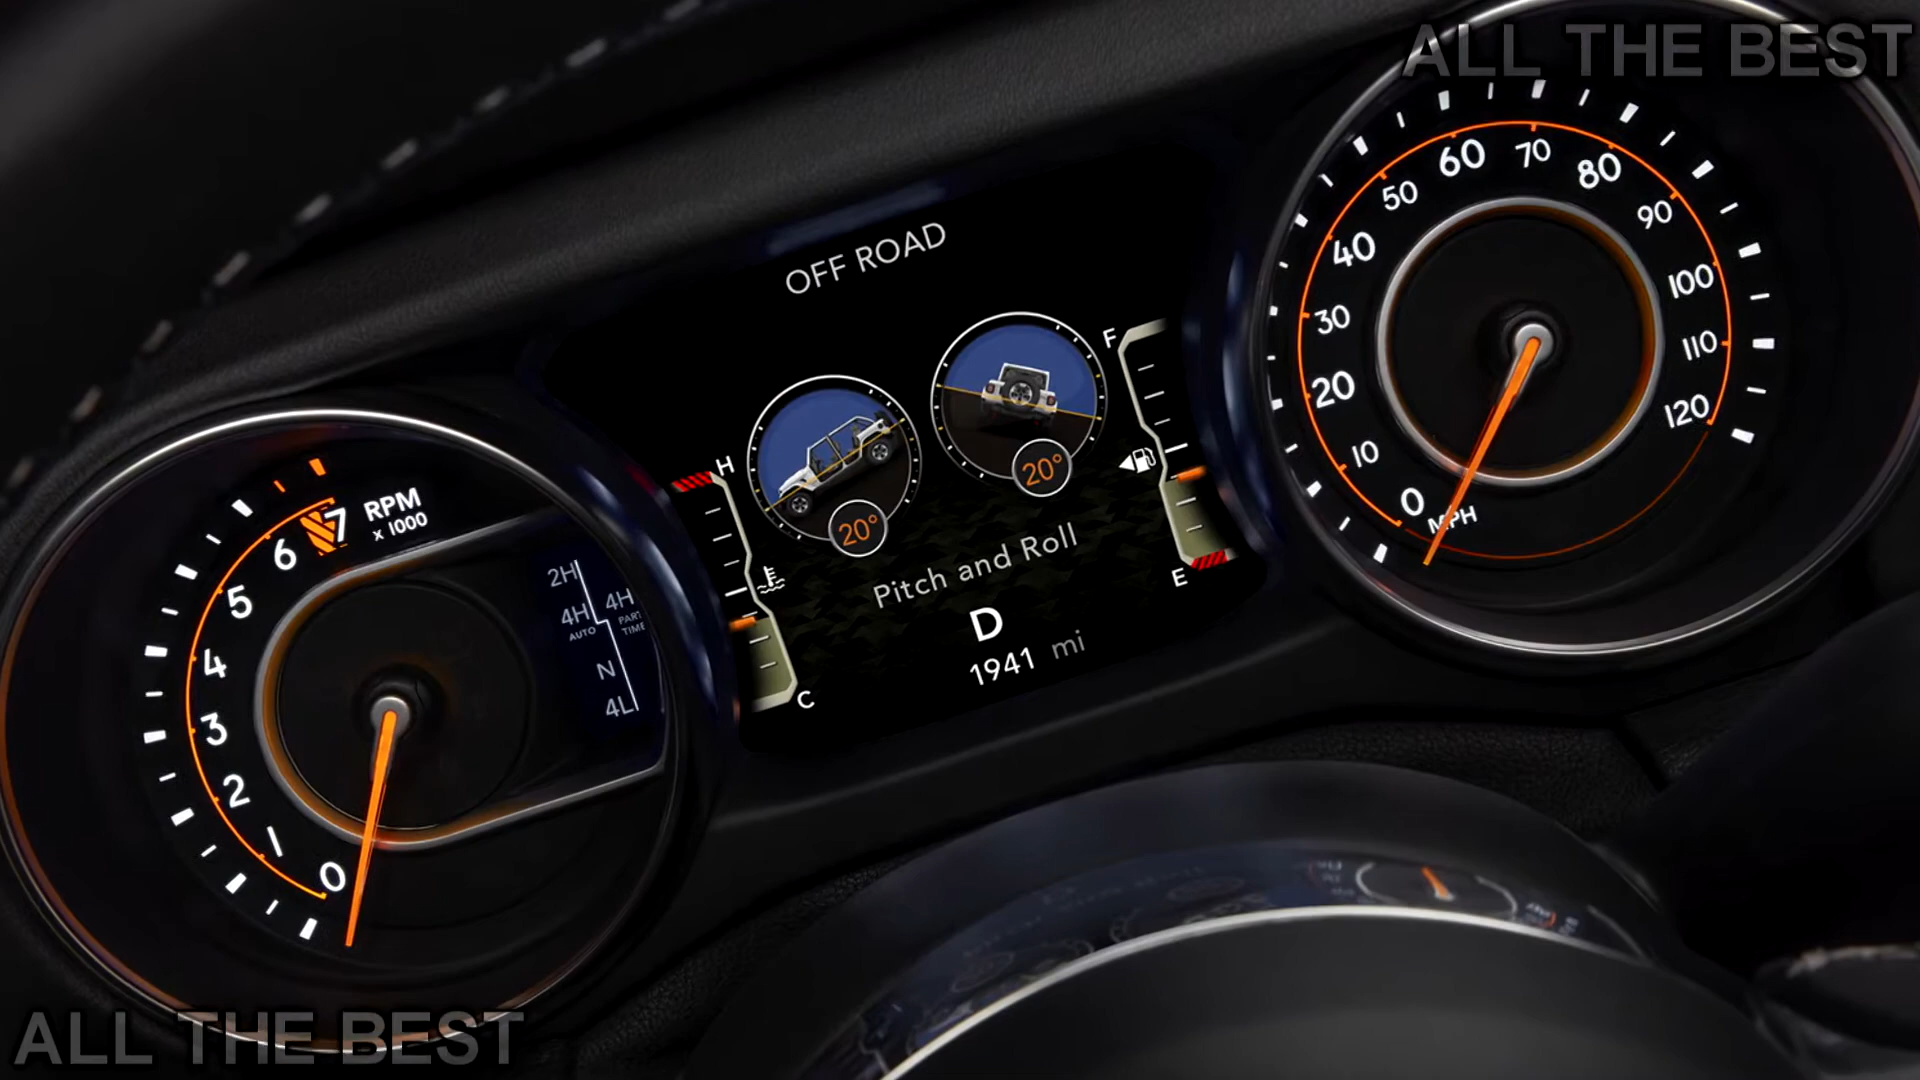 ALL THE BEST
OFF ROAD
20°
20°
Pitch and Roll
D
1941 mi
H
C
F
E
7
6
5
4
3
2
1
0
RPM
x 1000
2H
4H
AUTO
4H
PART
TIME
N
4L
0
10
20
30
40
50
60
70
80
90
100
110
120
MPH
ALL THE BEST